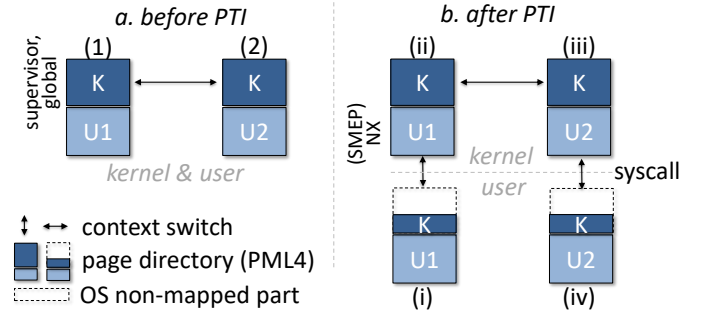 a. before PTI
b. after PTI
(1)
(2)
(ii)
(iii)
supervisor,
global
K
K
K
K
U1
U2
U1
U2
(SMEP)
NX
kernel & user
kernel
user
syscall
context switch
K
K
page directory (PML4)
U1
U2
OS non-mapped part
(i)
(iv)